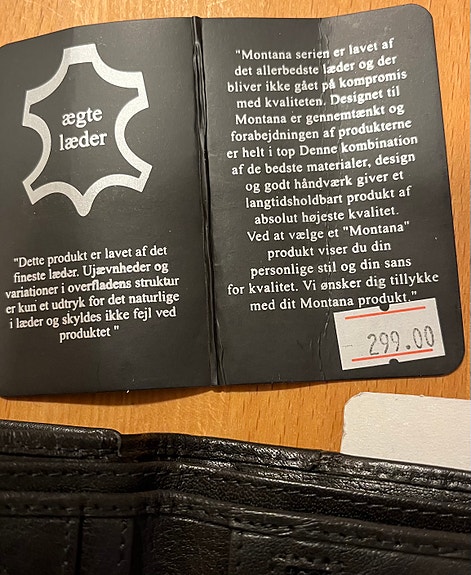 ægte
læder
"Dette produkt er lavet af det
fineste læder. Ujævnheder og
variationer i overfladens struktur
er kun et udtryk for det naturlige
i læder og skyldes ikke fejl ved
produktet "
"Montana serien er lavet af
det allerbedste læder og der
bliver ikke gået på kompromis
med kvaliteten. Designet til
Montana er gennemtænkt og
forabejdningen af produkterne
er helt i top Denne kombination
af de bedste materialer, design
og godt håndværk giver et
langtidsholdbart produkt af
absolut højeste kvalitet.
Ved at vælge et "Montana"
produkt viser du din
personlige stil og din sans
for kvalitet. Vi ønsker dig tillykke
med dit Montana produkt."
299.00